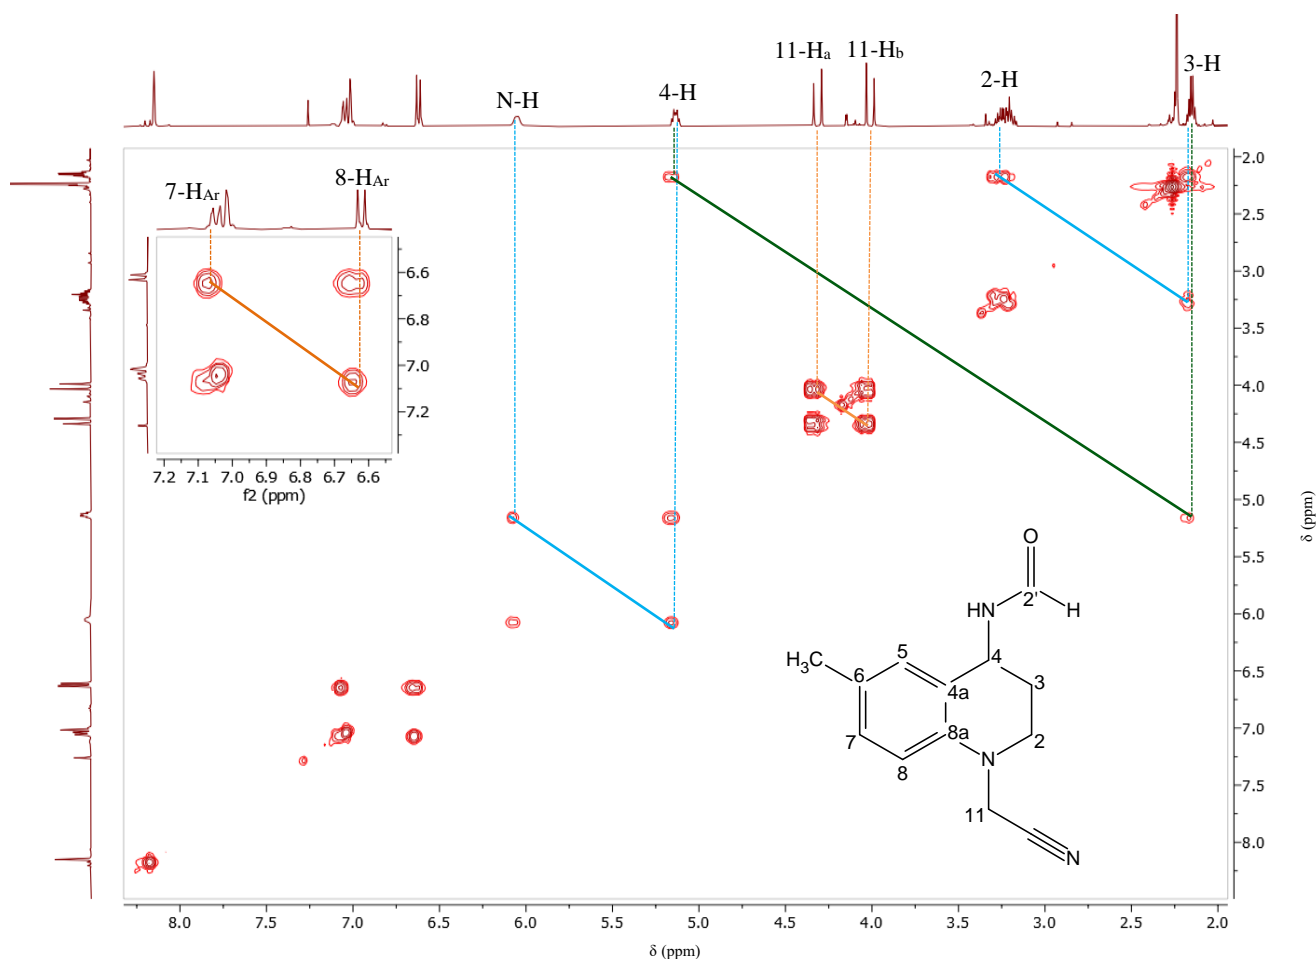 11-Ha 11-Hb
N-H 4-H 2-H 3-H
7-HAr 8-HAr
6.6
6.8
7.0
7.2
7.2 7.1 7.0 6.9 6.8 6.7 6.6
f2 (ppm)
2.0
2.5
3.0
3.5
4.0
4.5
5.0
5.5
6.0
6.5
7.0
7.5
8.0
δ (ppm)
O
HN 2' H
H3C 5 4
6 4a 3
7 8a 2
8 N
11
N
8.0 7.5 7.0 6.5 6.0 5.5 5.0 4.5 4.0 3.5 3.0 2.5 2.0
δ (ppm)